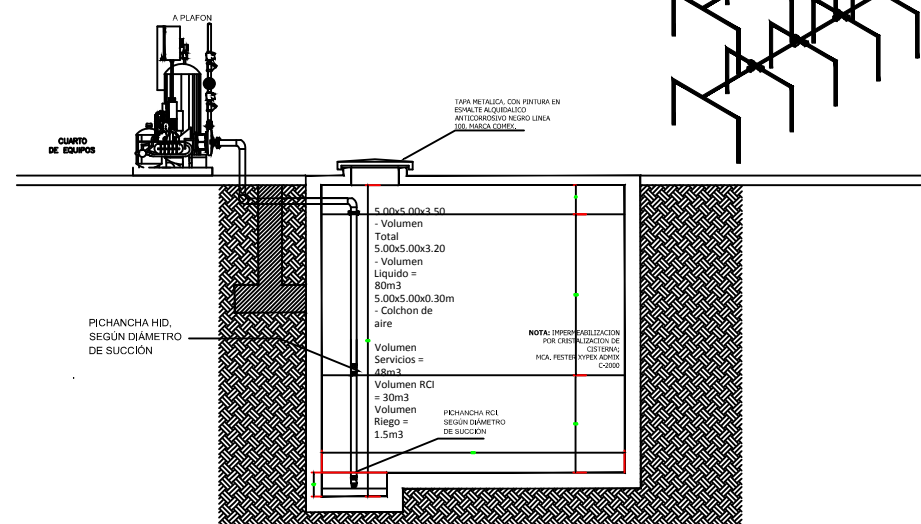 A PLAFON
CUARTO
DE EQUIPOS
TAPA METALICA, CON PINTURA EN
ESMALTE ALQUIDALICO
ANTICORROSIVO NEGRO LINEA
100. MARCA COMEX.
5.00x5.00x3.50
- Volumen
Total
5.00x5.00x3.20
- Volumen
Liquido =
80m3
5.00x5.00x0.30m
- Colchon de
aire
Volumen
Servicios =
48m3
Volumen RCI
= 30m3
Volumen
Riego =
1.5m3
PICHANCHA HID,
SEGÚN DIÁMETRO
DE SUCCIÓN
NOTA: IMPERMEABILIZACION
POR CRISTALIZACION DE
CISTERNA;
MCA. FESTER XYPEX ADMIX
C-2000
PICHANCHA RCI,
SEGÚN DIÁMETRO
DE SUCCIÓN